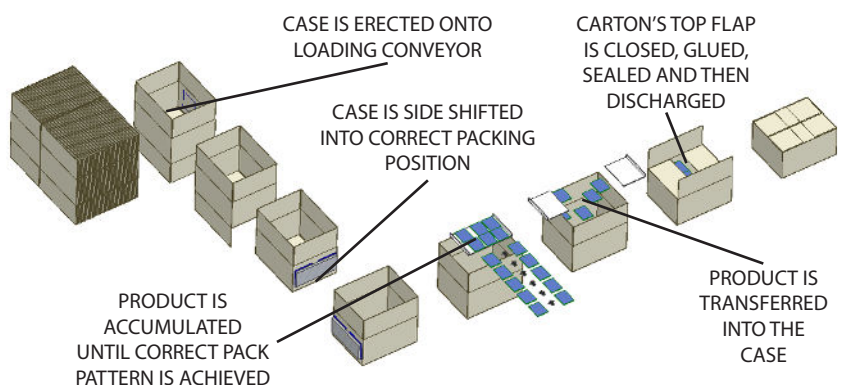 CASE IS ERECTED ONTO
LOADING CONVEYOR
CASE IS SIDE SHIFTED
INTO CORRECT PACKING
POSITION
CARTON'S TOP FLAP
IS CLOSED, GLUED,
SEALED AND THEN
DISCHARGED
PRODUCT IS
ACCUMULATED
UNTIL CORRECT PACK
PATTERN IS ACHIEVED
PRODUCT IS
TRANSFERRED
INTO THE
CASE